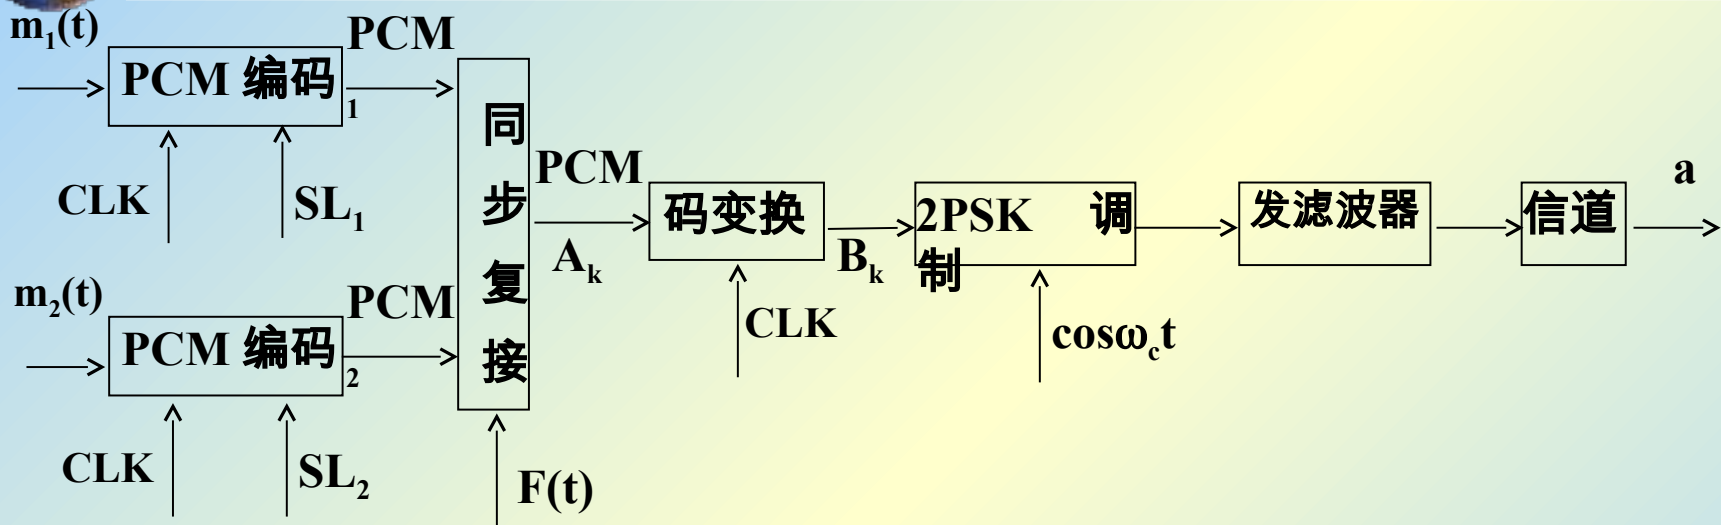 m₁(t)
PCM
PCM 编码
1
CLK
SL₁
m₂(t)
PCM
PCM 编码
2
CLK
SL₂
同
步
复
接
F(t)
PCM
Aₖ
码变换
CLK
Bₖ
2PSK 调
制
cosω꜀t
发滤波器
信道
a